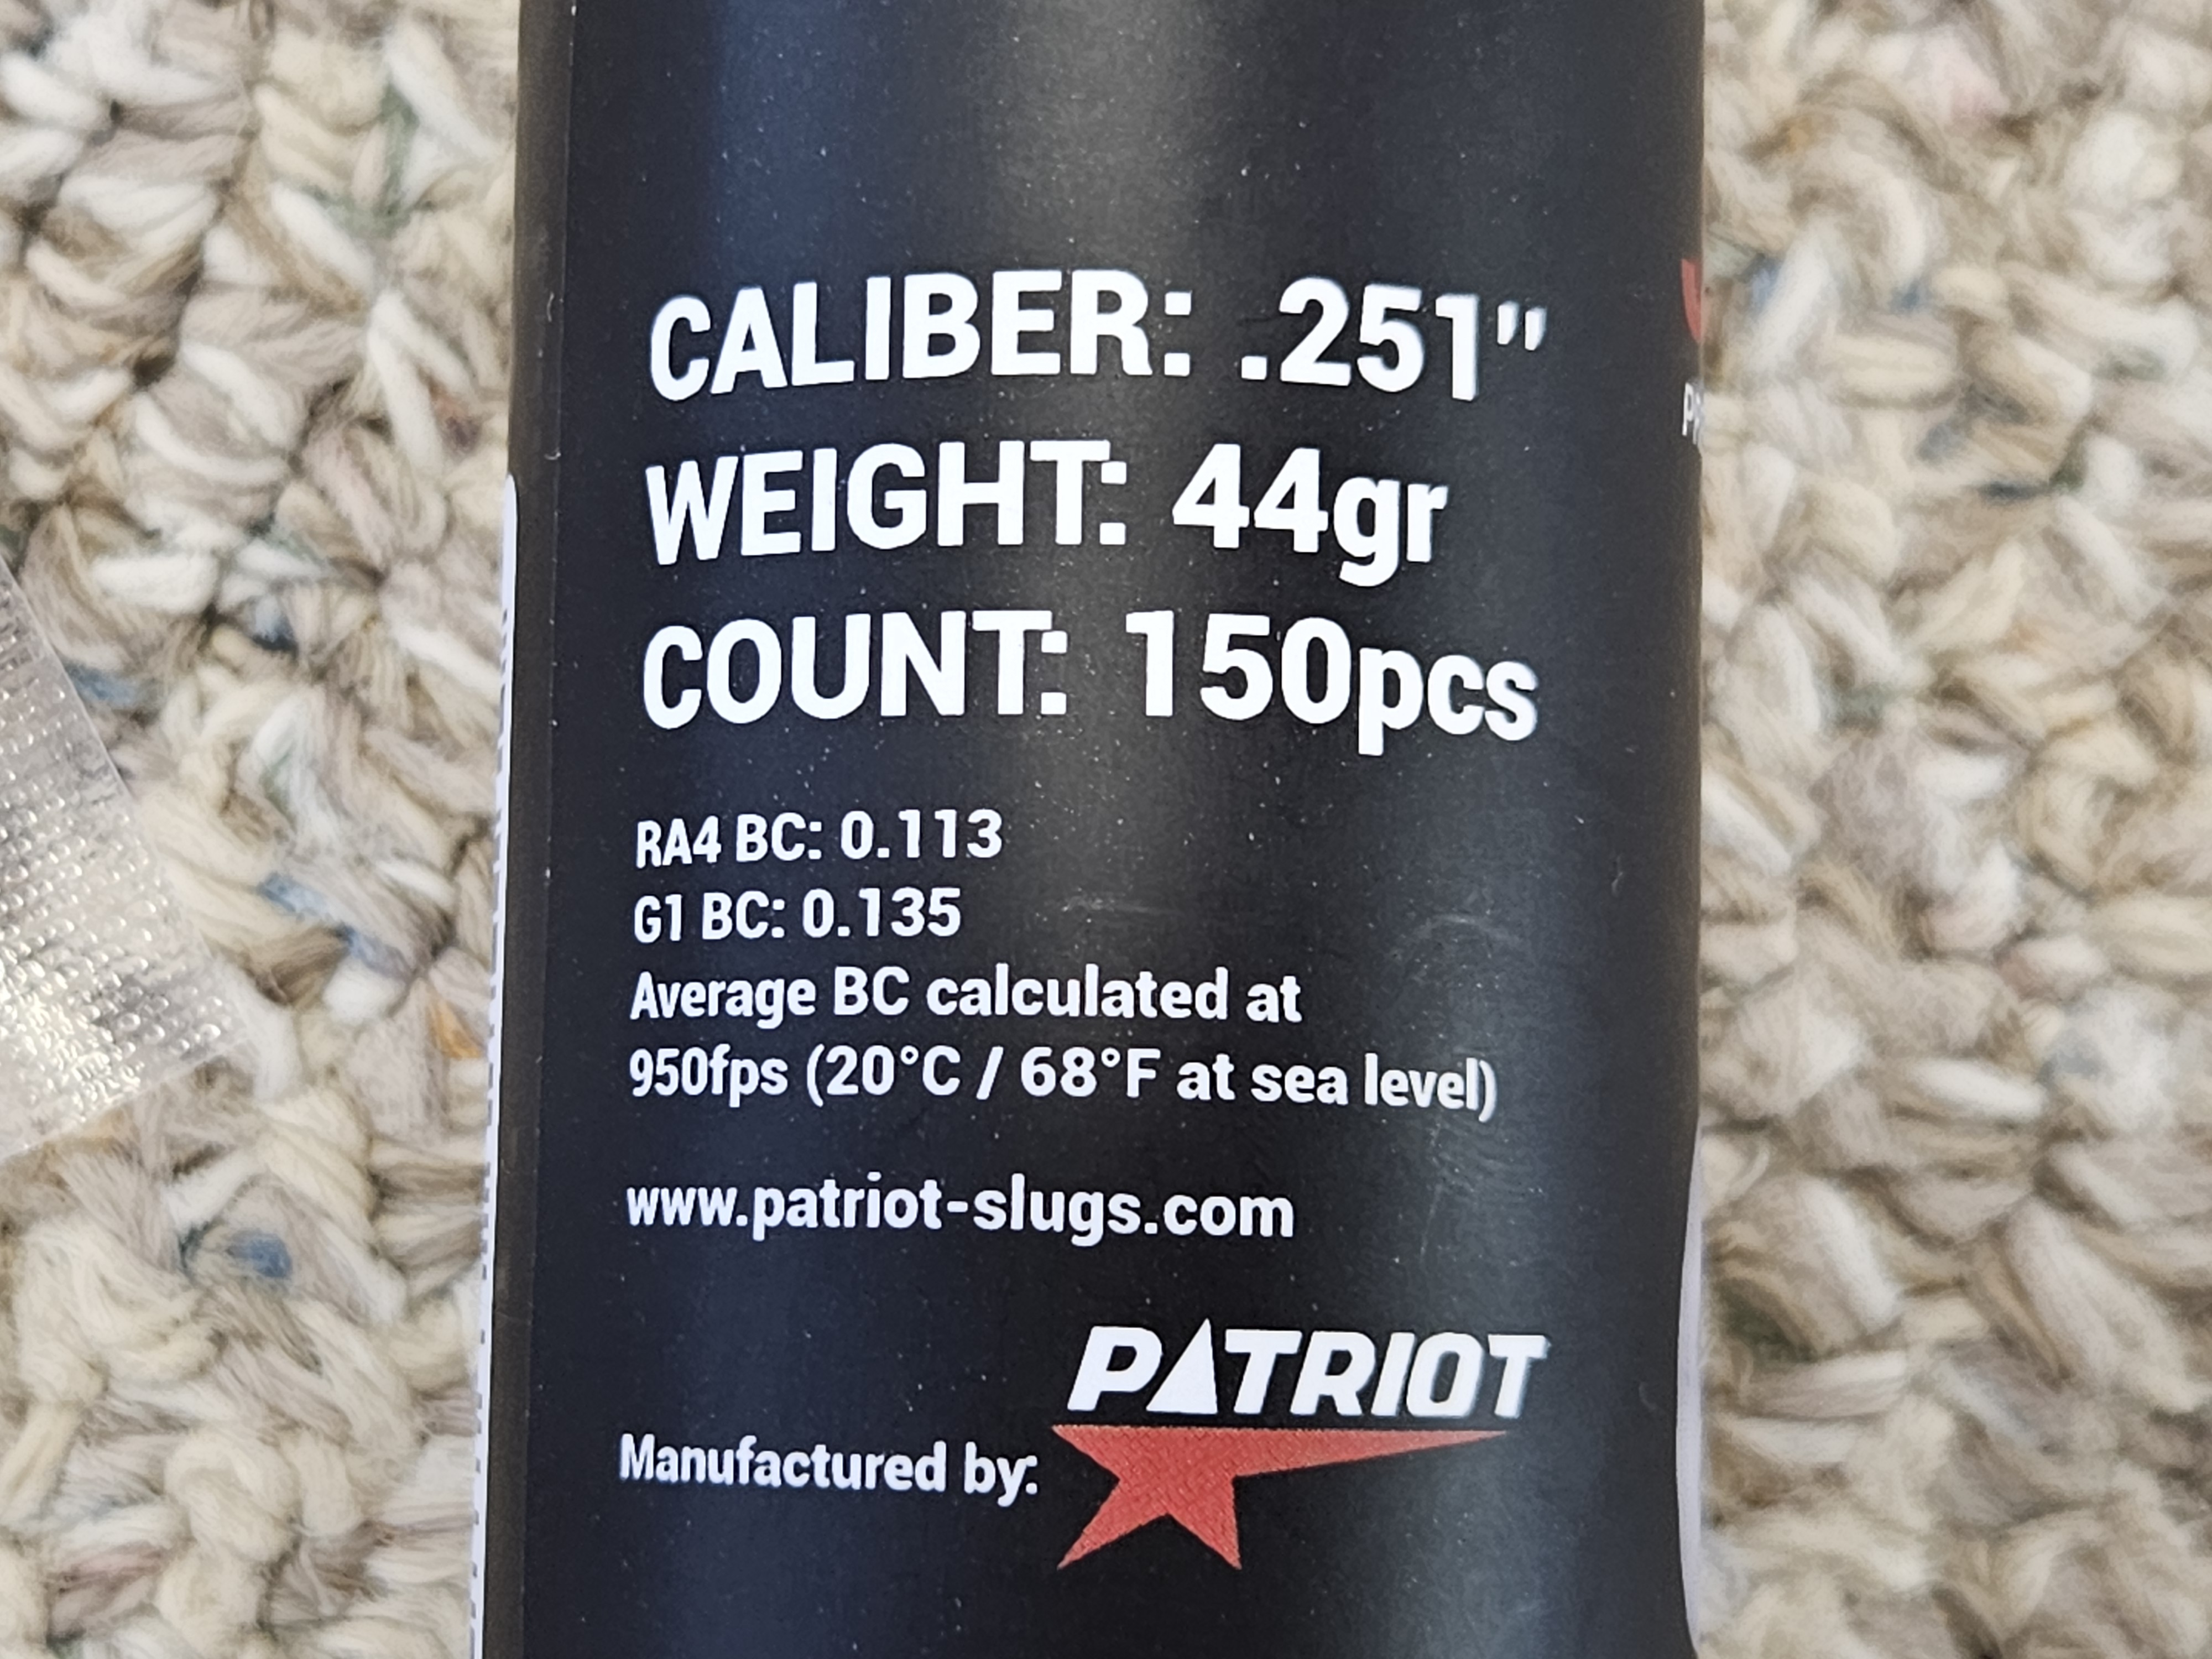 CALIBER: .251"
WEIGHT: 44gr
COUNT: 150pcs
RA4 BC: 0.113
G1 BC: 0.135
Average BC calculated at
950fps (20°C / 68°F at sea level)
www.patriot-slugs.com
PATRIOT
Manufactured by: